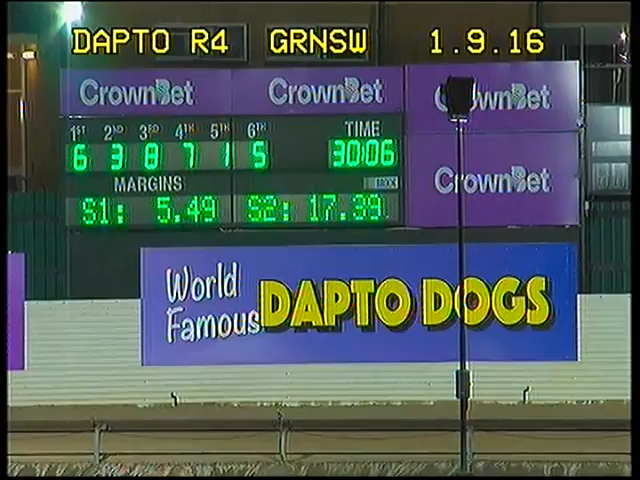 DAPTO R4 GRNSW 1.9.16
CrownBet CrownBet CrownBet
1ST 2ND 3RD 4TH 5TH 6TH TIME
6 3 8 7 1 5 30:06
MARGINS
S1: 5.49 S2: 17.39
CrownBet
World Famous DAPTO DOGS